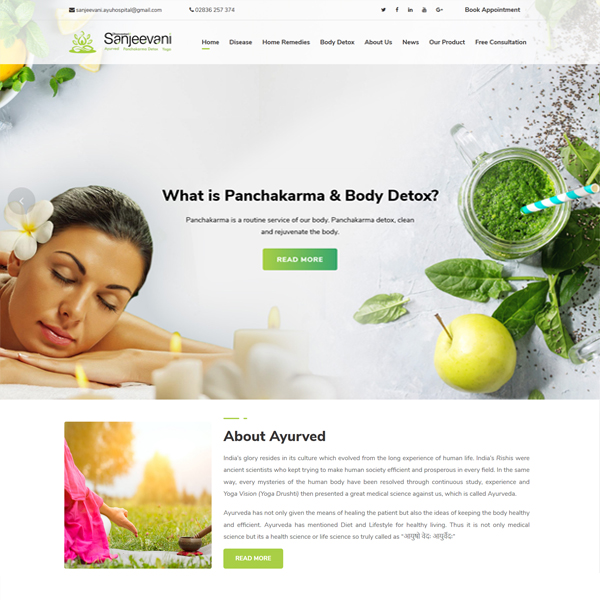 sanjeevani.ayuhospital@gmail.com 02836 257 374 Book Appointment
Sanjeevani
Ayurved Panchakarma Detox Yoga
Home Disease Home Remedies Body Detox About Us News Our Product Free Consultation
What is Panchakarma & Body Detox?
Panchakarma is a routine service of our body. Panchakarma detox, clean
and rejuvenate the body.
READ MORE
About Ayurved
India's glory resides in its culture which evolved from the long experience of human life. India's Rishis were
ancient scientists who kept trying to make human society efficient and prosperous in every field. In the same
way, every mysteries of the human body have been resolved through continuous study, experience and
Yoga Vision (Yoga Drushti) then presented a great medical science against us, which is called Ayurveda.
Ayurveda has not only given the means of healing the patient but also the ideas of keeping the body healthy
and efficient. Ayurveda has mentioned Diet and Lifestyle for healthy living. Thus it is not only medical
science but its a health science or life science so truly called as "आयुषो वेदः आयुर्वेदः"
READ MORE